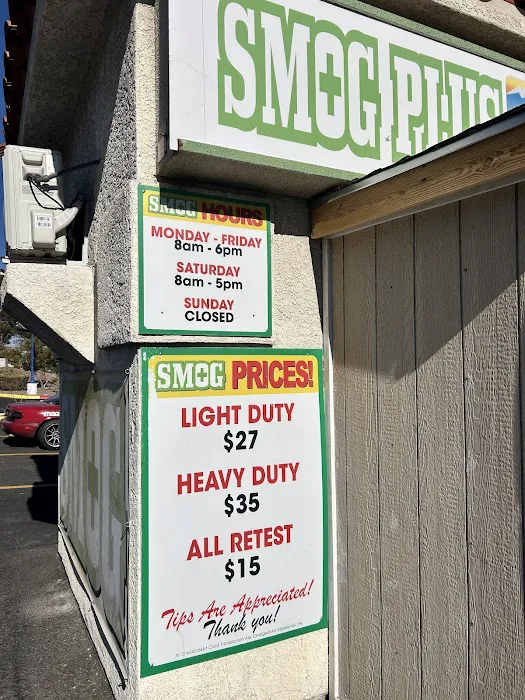 SMOG PLUS
SMOG HOURS
MONDAY - FRIDAY
8am - 6pm
SATURDAY
8am - 5pm
SUNDAY
CLOSED
SMOG PRICES!
LIGHT DUTY
$27
HEAVY DUTY
$35
ALL RETEST
$15
Tips Are Appreciated!
Thank you!